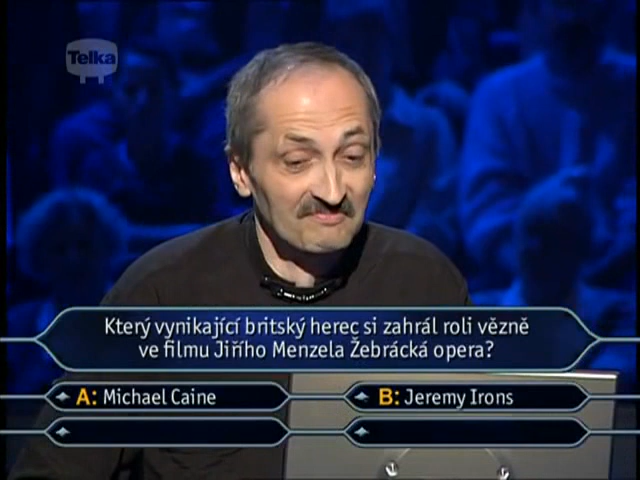 Telka
Který vynikající britský herec si zahrál roli vězně
ve filmu Jiřího Menzela Žebrácká opera?
A: Michael Caine
B: Jeremy Irons